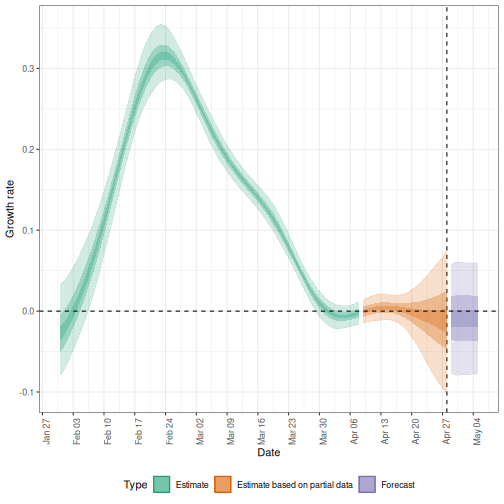 Growth rate
0.3
0.2
0.1
0.0
-0.1
Jan 27
Feb 03
Feb 10
Feb 17
Feb 24
Mar 02
Mar 09
Mar 16
Mar 23
Mar 30
Apr 06
Apr 13
Apr 20
Apr 27
May 04
Date
Type Estimate Estimate based on partial data Forecast